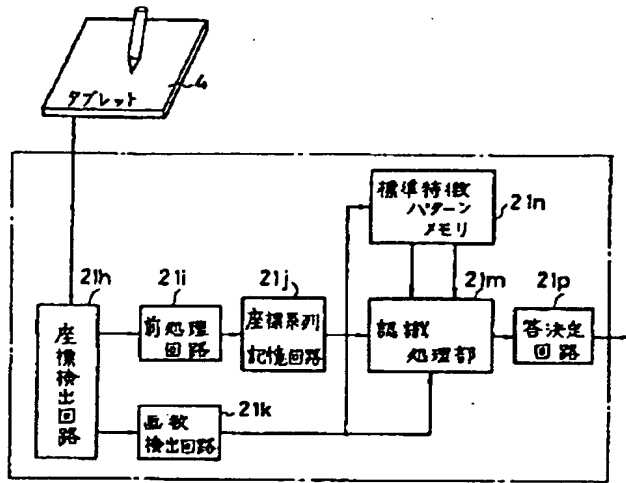 タブレット
4
標準特徴
パターン
メモリ
21n
21h
21i
21j
21m
21p
座標検出回路
前処理
回路
座標系列
記憶回路
認識
処理部
答決定
回路
画数
検出回路
21k